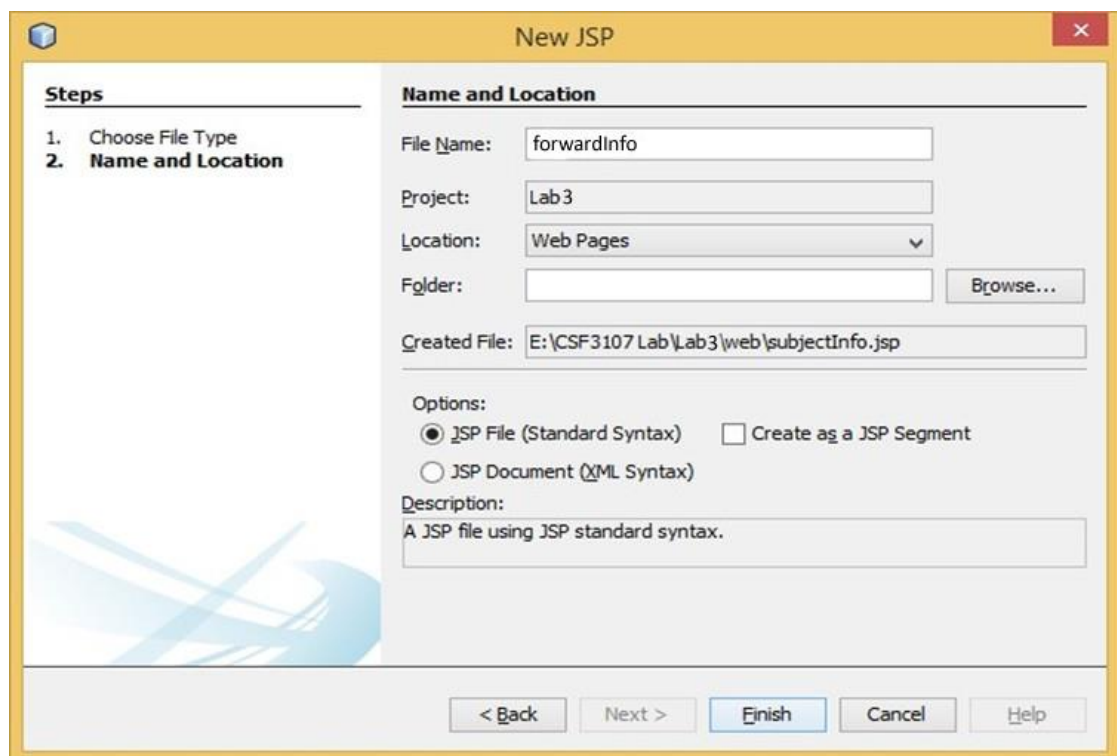 New JSP
Steps
1. Choose File Type
2. Name and Location
Name and Location
File Name: forwardInfo
Project: Lab3
Location: Web Pages
Folder: Browse...
Created File: E:\CSF3107 Lab\Lab3\web\subjectInfo.jsp
Options:
JSP File (Standard Syntax) Create as a JSP Segment
JSP Document (XML Syntax)
Description:
A JSP file using JSP standard syntax.
< Back Next > Finish Cancel Help